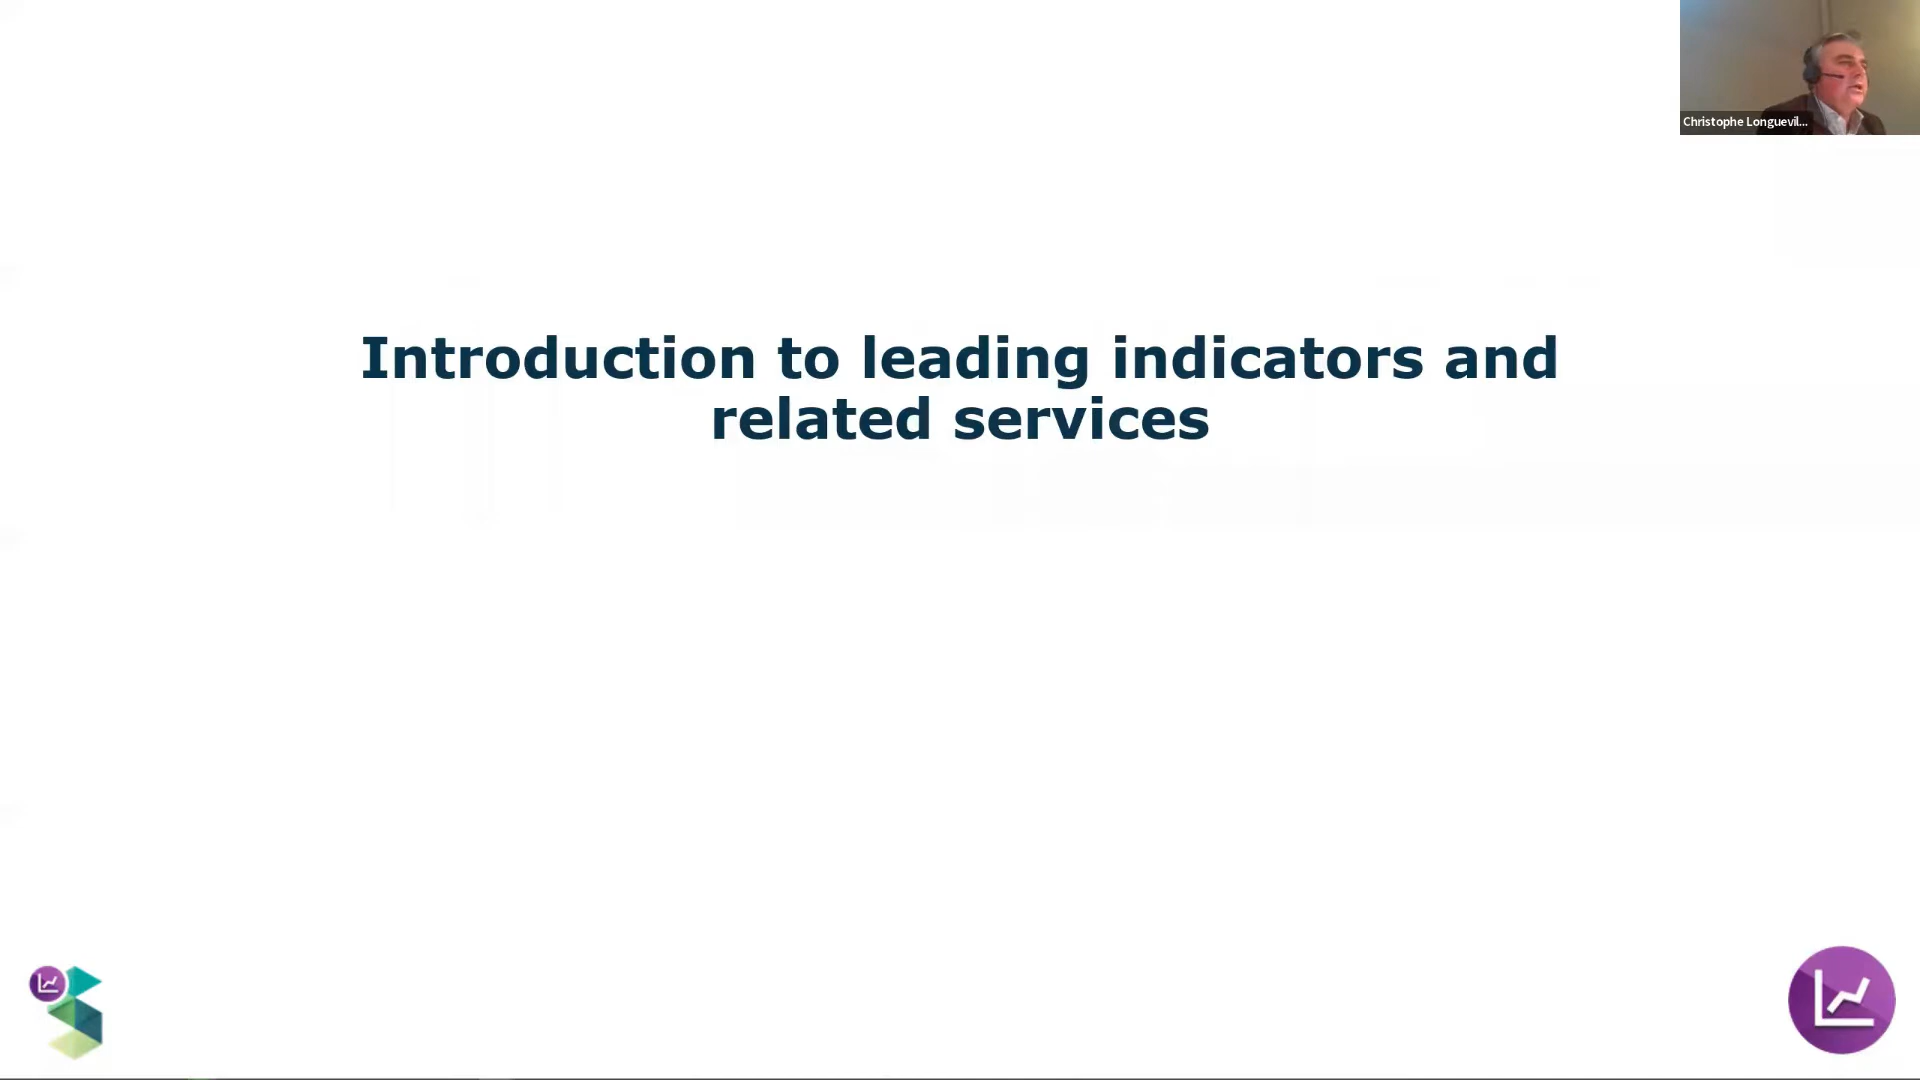 Christophe Longuevil...
Introduction to leading indicators and
related services